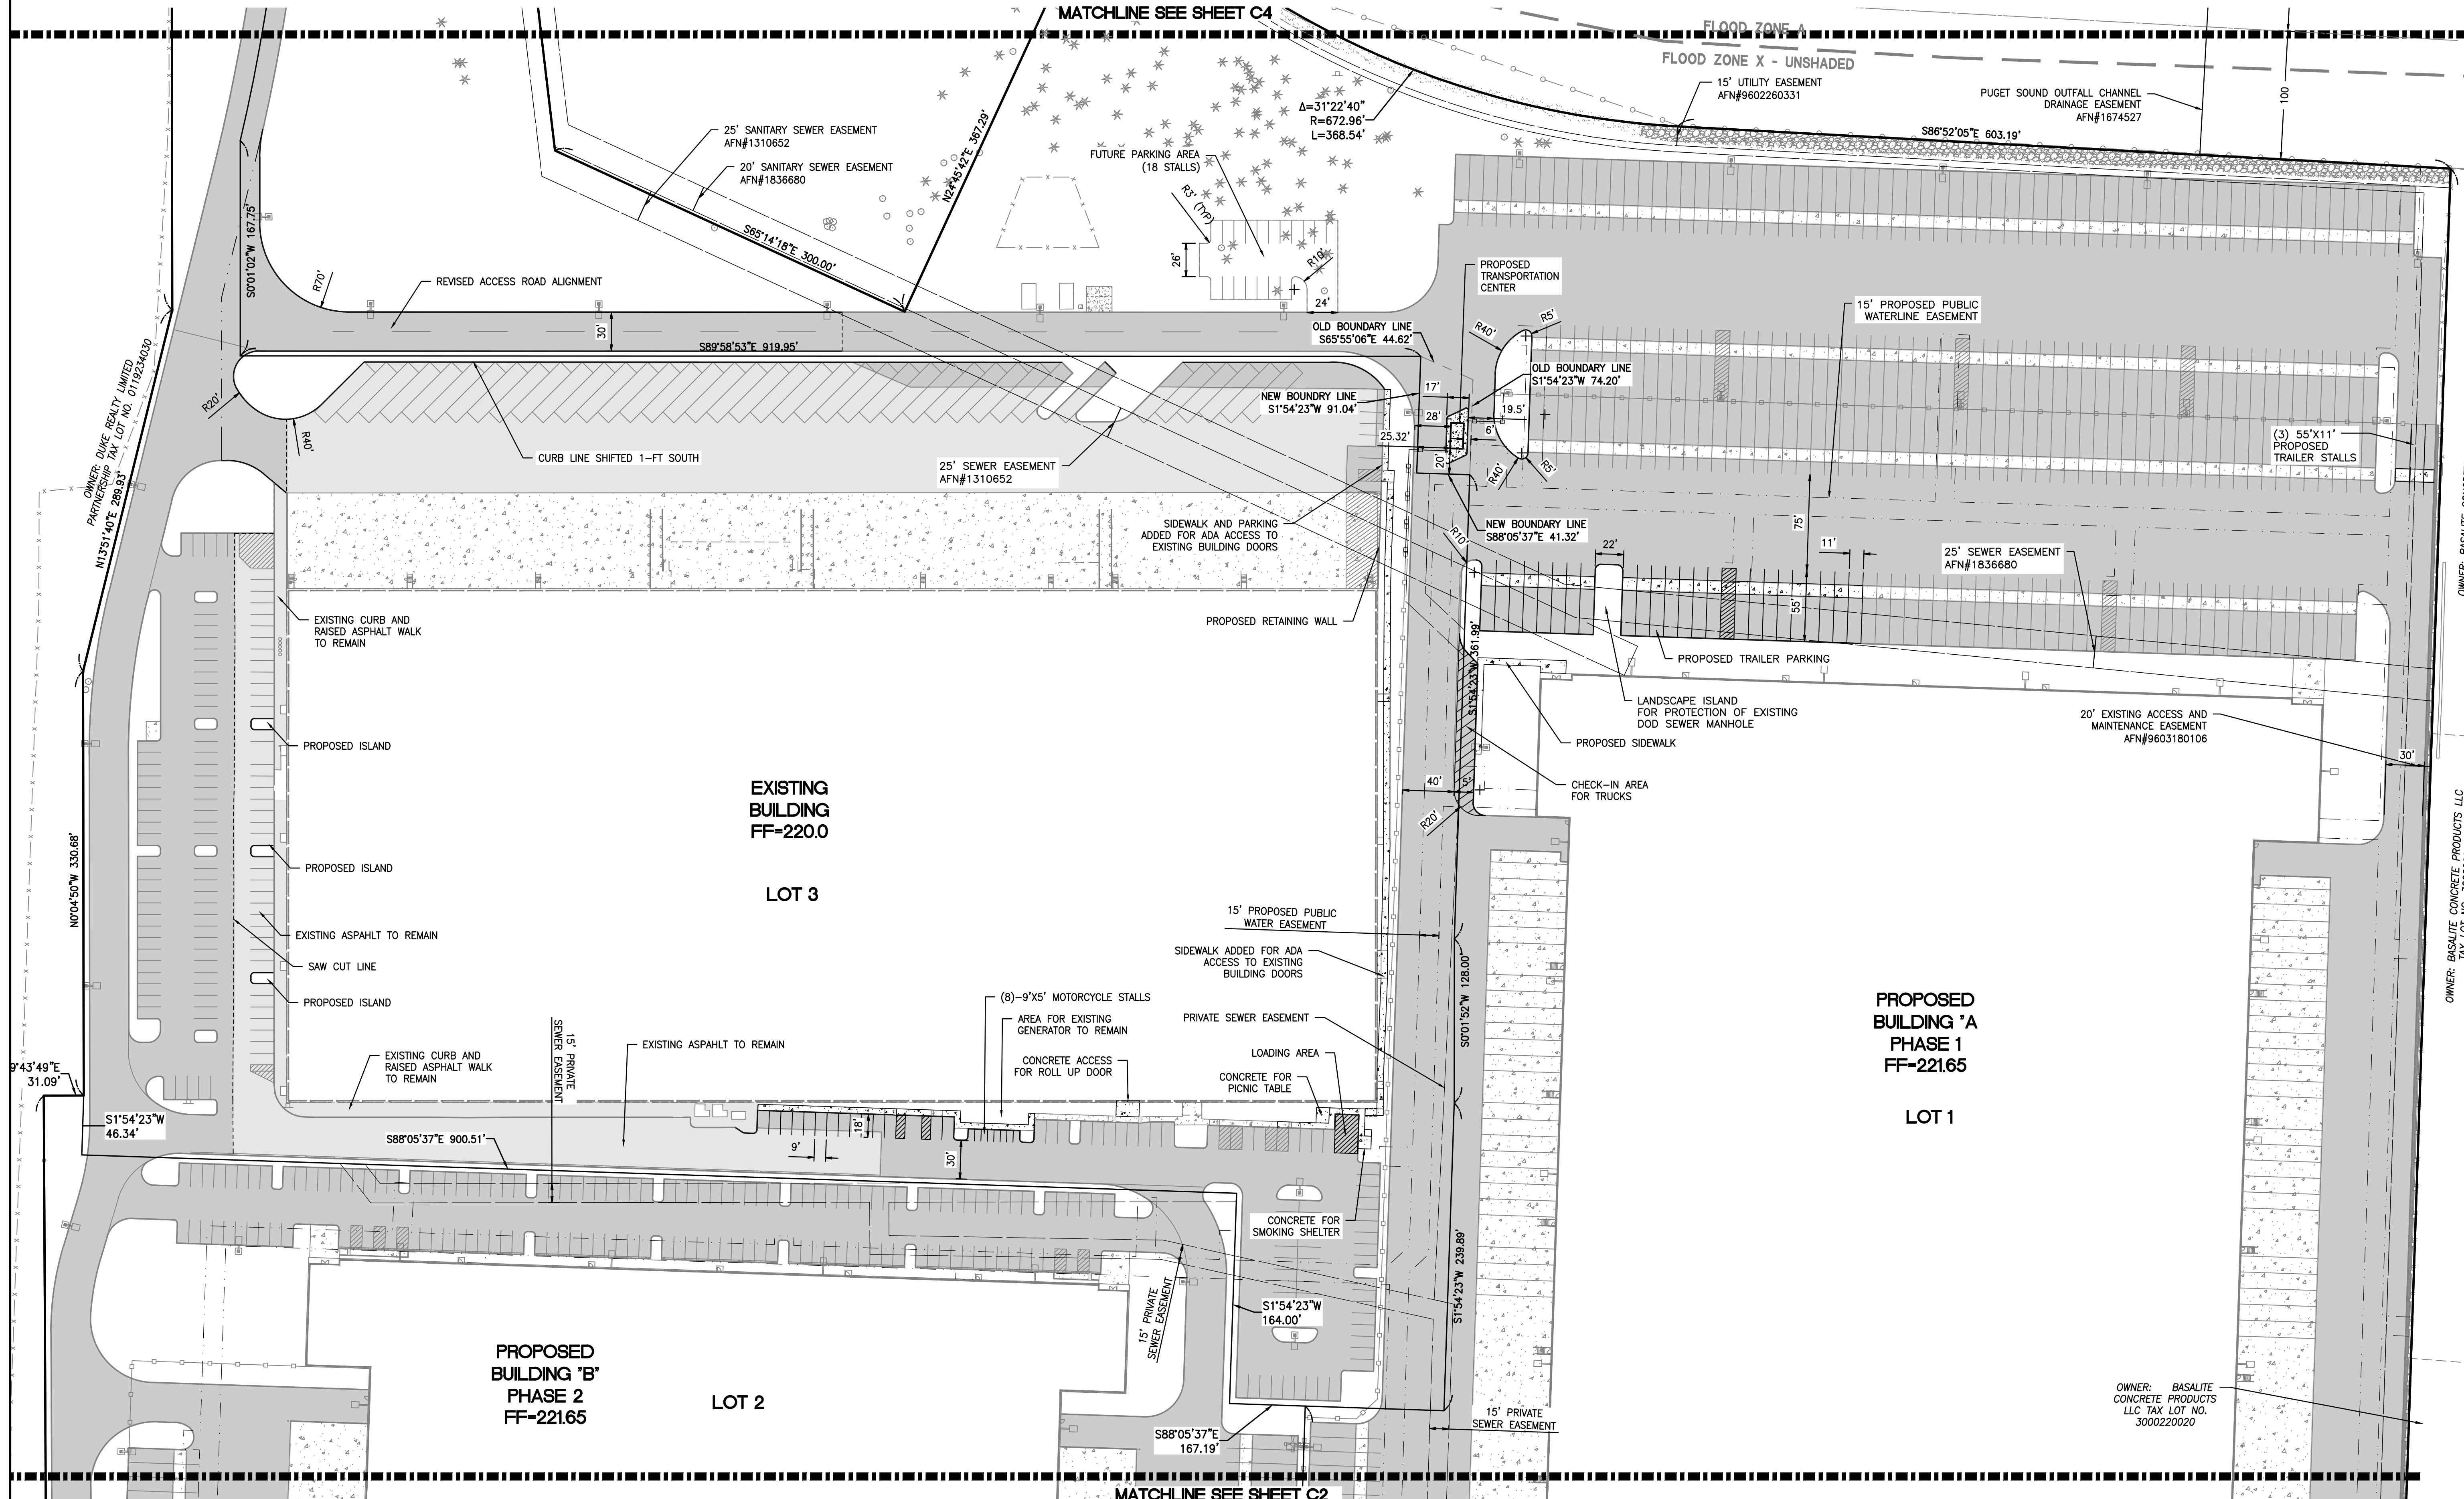 MATCHLINE SEE SHEET C4
FLOOD ZONE A
FLOOD ZONE X - UNSHADED
15' UTILITY EASEMENT
AFN#9602260331
PUGET SOUND OUTFALL CHANNEL
DRAINAGE EASEMENT
AFN#1674527
100
S86°52'05"E 603.19'
Δ=31°22'40"
R=672.96'
L=368.54'
25' SANITARY SEWER EASEMENT
AFN#1310652
20' SANITARY SEWER EASEMENT
AFN#1836680
N24°45'42"E 367.29'
S65°14'18"E 300.00'
FUTURE PARKING AREA
(18 STALLS)
R3' (TYP)
26'
R10'
24'
S0°01'02"W 167.75'
R70'
REVISED ACCESS ROAD ALIGNMENT
30'
S89°58'53"E 919.95'
PROPOSED
TRANSPORTATION
CENTER
OLD BOUNDARY LINE
S65°55'06"E 44.62'
R40'
R5'
15' PROPOSED PUBLIC
WATERLINE EASEMENT
OLD BOUNDARY LINE
S1°54'23"W 74.20'
NEW BOUNDRY LINE
S1°54'23"W 91.04'
17'
28'
19.5'
25.32'
6'
20'
R40'
R5'
(3) 55'X11'
PROPOSED
TRAILER STALLS
OWNER: DUKE REALTY LIMITED
PARTNERSHIP TAX LOT NO. 0119234030
N13°51'40"E 289.93'
R20'
R40'
CURB LINE SHIFTED 1-FT SOUTH
25' SEWER EASEMENT
AFN#1310652
SIDEWALK AND PARKING
ADDED FOR ADA ACCESS TO
EXISTING BUILDING DOORS
NEW BOUNDARY LINE
S88°05'37"E 41.32'
R10'
75'
22'
11'
55'
25' SEWER EASEMENT
AFN#1836680
EXISTING CURB AND
RAISED ASPHALT WALK
TO REMAIN
PROPOSED RETAINING WALL
S1°54'23"W 361.99'
PROPOSED TRAILER PARKING
LANDSCAPE ISLAND
FOR PROTECTION OF EXISTING
DOD SEWER MANHOLE
PROPOSED SIDEWALK
20' EXISTING ACCESS AND
MAINTENANCE EASEMENT
AFN#9603180106
30'
PROPOSED ISLAND
CHECK-IN AREA
FOR TRUCKS
40'
5'
R20'
EXISTING
BUILDING
FF=220.0
LOT 3
N0°04'50"W 330.68'
PROPOSED ISLAND
EXISTING ASPAHLT TO REMAIN
SAW CUT LINE
PROPOSED ISLAND
15' PROPOSED PUBLIC
WATER EASEMENT
SIDEWALK ADDED FOR ADA
ACCESS TO EXISTING
BUILDING DOORS
S0°01'52"W 128.00'
OWNER: BASALITE CONCRETE PRODUCTS LLC
PROPOSED
BUILDING "A
PHASE 1
FF=221.65
LOT 1
(8)-9'X5' MOTORCYCLE STALLS
AREA FOR EXISTING
GENERATOR TO REMAIN
PRIVATE SEWER EASEMENT
15' PRIVATE
SEWER EASEMENT
EXISTING ASPAHLT TO REMAIN
CONCRETE ACCESS
FOR ROLL UP DOOR
LOADING AREA
CONCRETE FOR
PICNIC TABLE
EXISTING CURB AND
RAISED ASPHALT WALK
TO REMAIN
9°43'49"E
31.09'
S1°54'23"W
46.34'
S88°05'37"E 900.51'
18'
9'
30'
CONCRETE FOR
SMOKING SHELTER
S1°54'23"W 239.89'
S1°54'23"W
164.00'
15' PRIVATE
SEWER EASEMENT
PROPOSED
BUILDING "B"
PHASE 2
FF=221.65
LOT 2
S88°05'37"E
167.19'
15' PRIVATE
SEWER EASEMENT
OWNER: BASALITE
CONCRETE PRODUCTS
LLC TAX LOT NO.
3000220020
MATCHLINE SEE SHEET C2